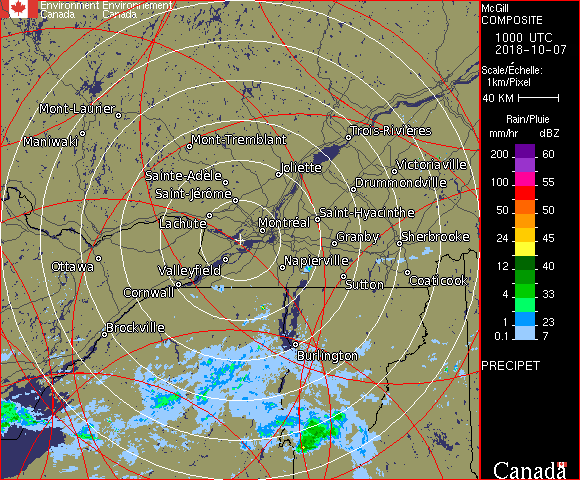 Environment Environnement
Canada Canada
Mont-Laurier
Maniwaki
Mont-Tremblant
Trois-Rivières
Sainte-Adèle
Joliette
Victoriaville
Saint-Jérôme
Drummondville
Lachute
Montréal
Saint-Hyacinthe
Granby
Sherbrooke
Ottawa
Valleyfield
Napierville
Cornwall
Sutton
Coaticook
Brockville
Burlington
McGill
COMPOSITE
1000 UTC
2018-10-07
Scale/Échelle:
1km/Pixel
40 KM
Rain/Pluie
mm/hr dBZ
200 60
57
100 55
50 50
24 45
12 40
4 33
1 23
0.1 7
PRECIPET
Canada